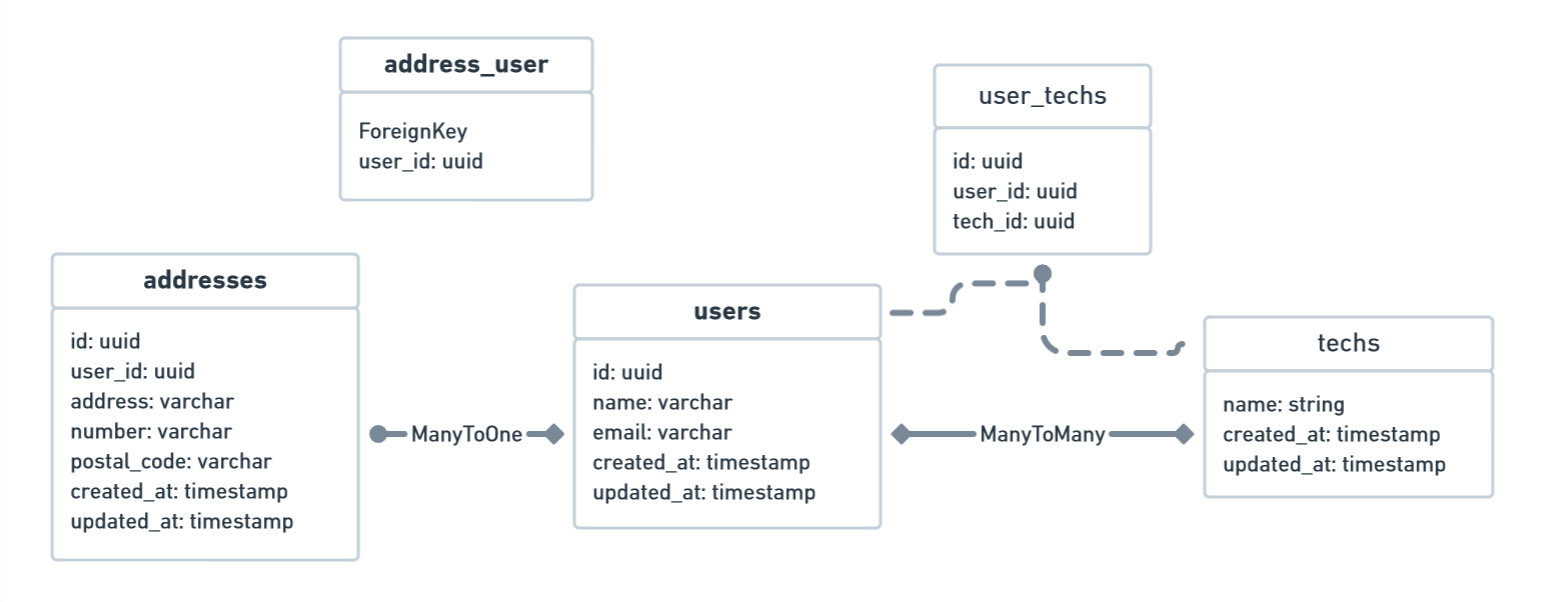 address_user
ForeignKey
user_id: uuid
user_techs
id: uuid
user_id: uuid
tech_id: uuid
addresses
id: uuid
user_id: uuid
address: varchar
number: varchar
postal_code: varchar
created_at: timestamp
updated_at: timestamp
ManyToOne
users
id: uuid
name: varchar
email: varchar
created_at: timestamp
updated_at: timestamp
ManyToMany
techs
name: string
created_at: timestamp
updated_at: timestamp